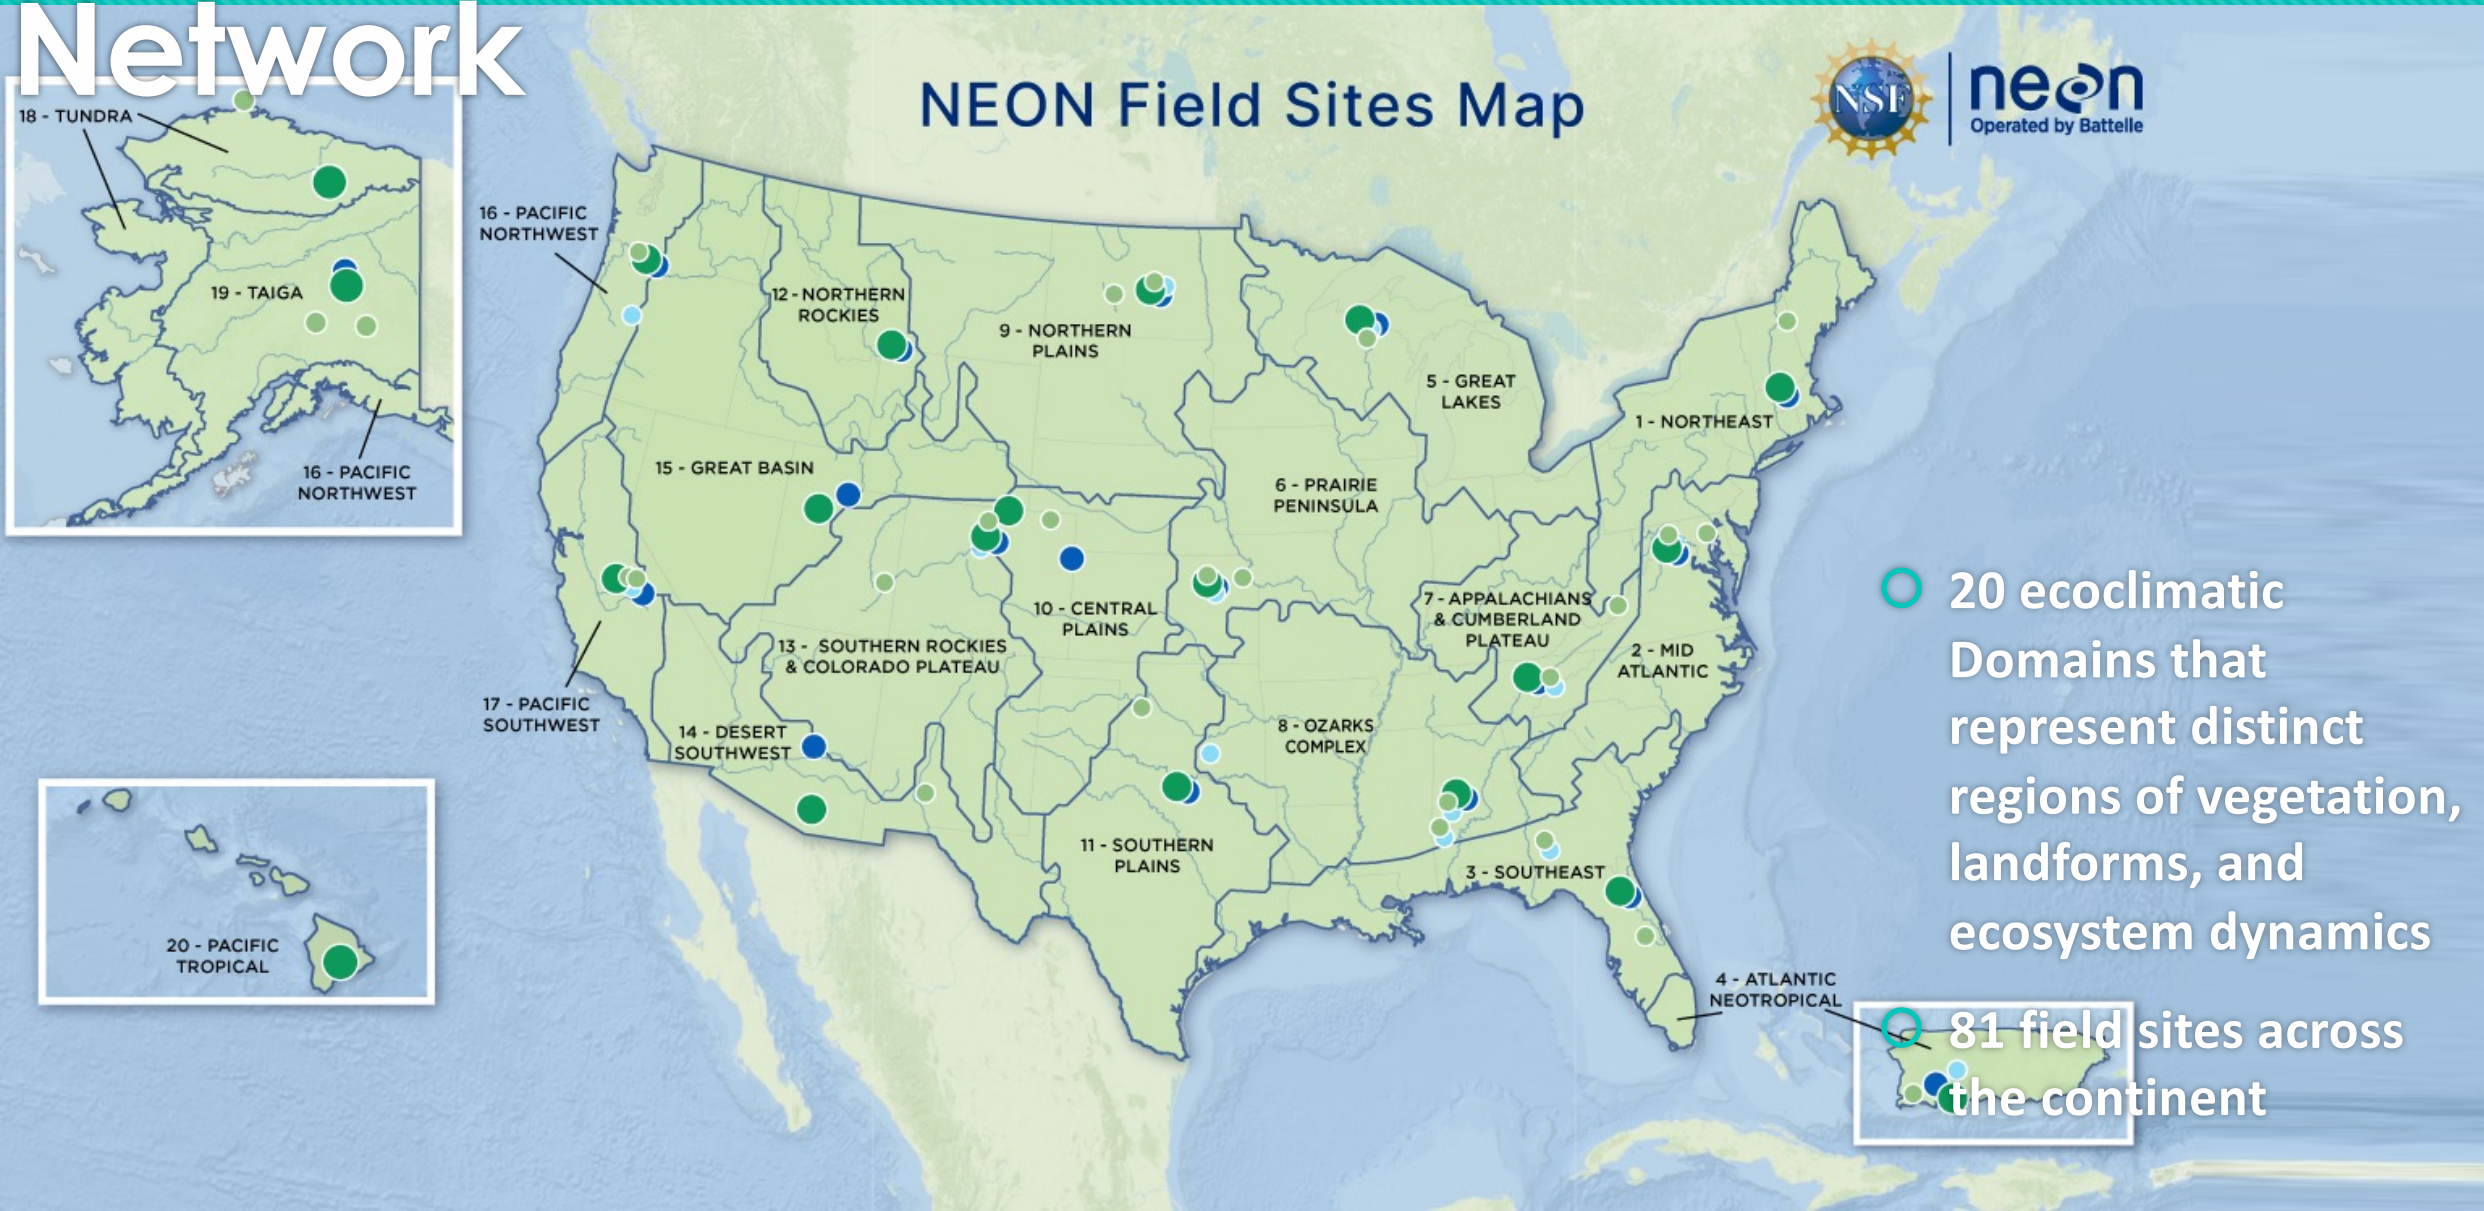 Network
NEON Field Sites Map
NSF
neon
Operated by Battelle
18 - TUNDRA
19 - TAIGA
16 - PACIFIC
NORTHWEST
16 - PACIFIC
NORTHWEST
12 - NORTHERN
ROCKIES
9 - NORTHERN
PLAINS
5 - GREAT
LAKES
1 - NORTHEAST
15 - GREAT BASIN
6 - PRAIRIE
PENINSULA
10 - CENTRAL
PLAINS
7 - APPALACHIANS
& CUMBERLAND
PLATEAU
13 - SOUTHERN ROCKIES
& COLORADO PLATEAU
2 - MID
ATLANTIC
17 - PACIFIC
SOUTHWEST
14 - DESERT
SOUTHWEST
8 - OZARKS
COMPLEX
11 - SOUTHERN
PLAINS
3 - SOUTHEAST
20 - PACIFIC
TROPICAL
4 - ATLANTIC
NEOTROPICAL
20 ecoclimatic
Domains that
represent distinct
regions of vegetation,
landforms, and
ecosystem dynamics
81 field sites across
the continent